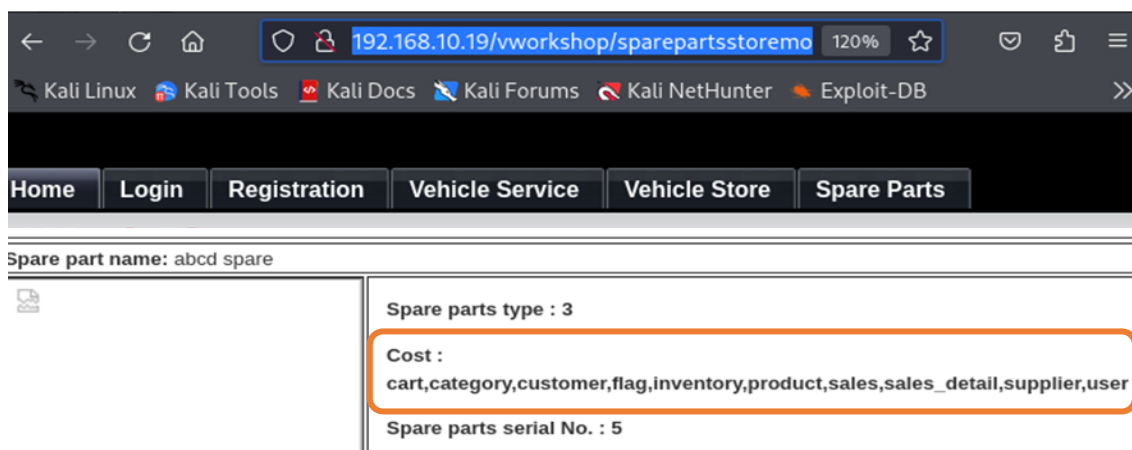 192.168.10.19/vworkshop/sparepartsstoremo 120%
Kali Linux Kali Tools Kali Docs Kali Forums Kali NetHunter Exploit-DB
Home Login Registration Vehicle Service Vehicle Store Spare Parts
Spare part name: abcd spare
Spare parts type : 3
Cost :
cart,category,customer,flag,inventory,product,sales,sales_detail,supplier,user
Spare parts serial No. : 5